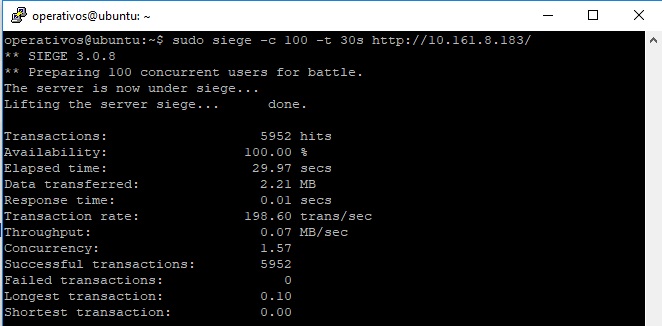 operativos@ubuntu: ~
operativos@ubuntu:~$ sudo siege -c 100 -t 30s http://10.161.8.183/
** SIEGE 3.0.8
** Preparing 100 concurrent users for battle.
The server is now under siege...
Lifting the server siege...      done.

Transactions:                   5952 hits
Availability:                 100.00 %
Elapsed time:                  29.97 secs
Data transferred:               2.21 MB
Response time:                  0.01 secs
Transaction rate:             198.60 trans/sec
Throughput:                     0.07 MB/sec
Concurrency:                    1.57
Successful transactions:        5952
Failed transactions:               0
Longest transaction:            0.10
Shortest transaction:           0.00